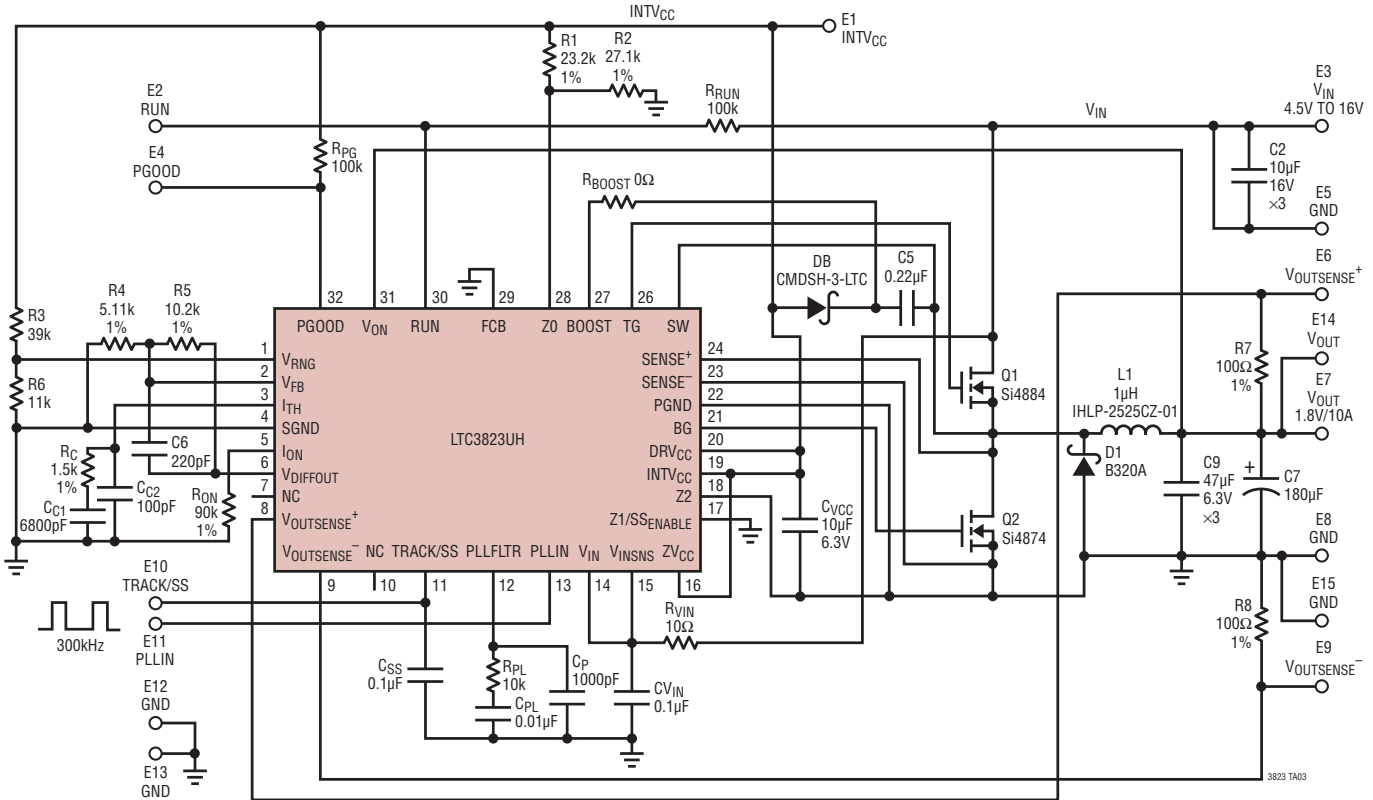 INTVCC
E1
INTVCC
R1
23.2k
1%
R2
27.1k
1%
E2
RUN
RRUN
100k
VIN
E3
VIN
4.5V TO 16V
E4
PGOOD
RPG
100k
C2
10µF
16V
×3
E5
GND
RBOOST 0Ω
E6
VOUTSENSE+
DB
CMDSH-3-LTC
C5
0.22µF
E14
VOUT
E7
VOUT
1.8V/10A
R3
39k
R4
5.11k
1%
R5
10.2k
1%
32 31 30 29 28 27 26
PGOOD VON RUN FCB Z0 BOOST TG SW
R7
100Ω
1%
R6
11k
1 VRNG
2 VFB
3 ITH
4 SGND
5 ION
6 VDIFFOUT
7 NC
8 VOUTSENSE+
LTC3823UH
SENSE+ 24
SENSE– 23
PGND 22
BG 21
DRVCC 20
INTVCC 19
Z2 18
Z1/SSENABLE 17
Q1
Si4884
L1
1µH
IHLP-2525CZ-01
RC
1.5k
1%
C6
220pF
CC2
100pF
CC1
6800pF
RON
90k
1%
D1
B320A
C9
47µF
6.3V
×3
+
C7
180µF
CVCC
10µF
6.3V
Q2
Si4874
E8
GND
VOUTSENSE– NC TRACK/SS PLLFLTR PLLIN VIN VINSNS ZVCC
9 10 11 12 13 14 15 16
E10
TRACK/SS
300kHz
E11
PLLIN
RVIN
10Ω
E15
GND
R8
100Ω
1%
E9
VOUTSENSE–
CSS
0.1µF
RPL
10k
CPL
0.01µF
CP
1000pF
CVIN
0.1µF
E12
GND
E13
GND
3823 TA03